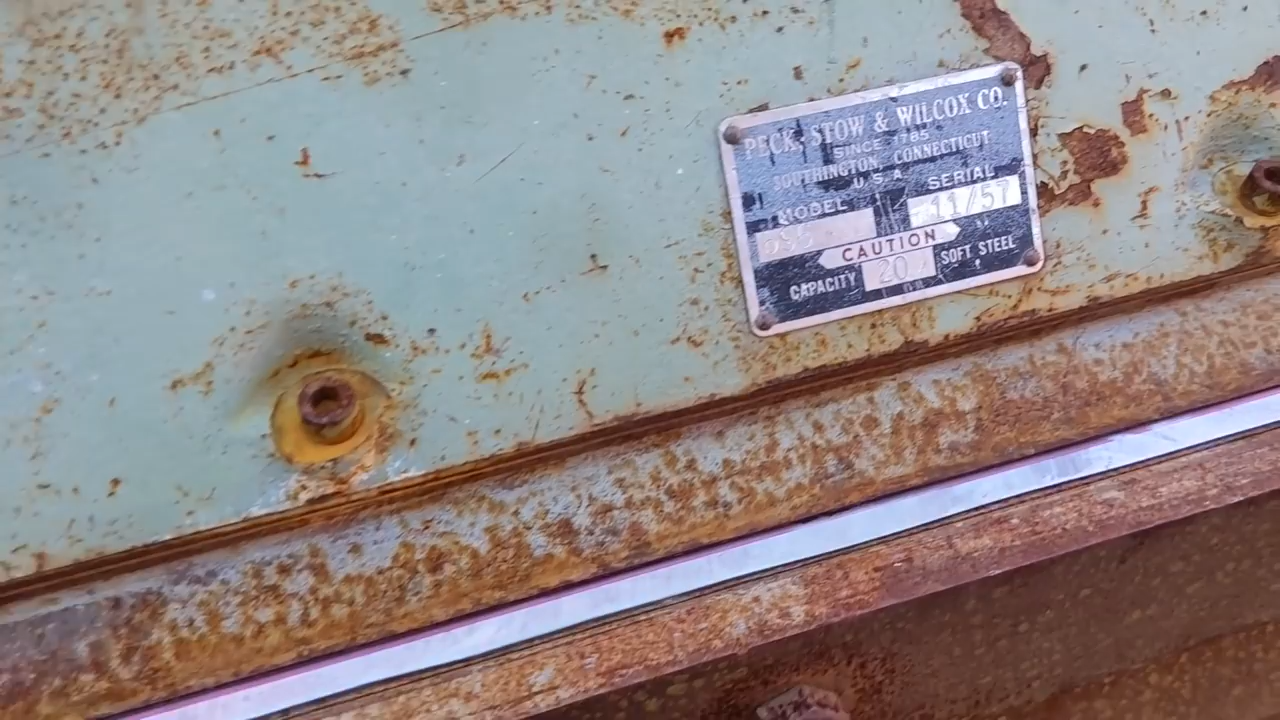 PECK, STOW & WILCOX CO.
SINCE 1785
SOUTHINGTON, CONNECTICUT
U.S.A.
MODEL SERIAL
11/57
CAUTION
CAPACITY 20 SOFT STEEL